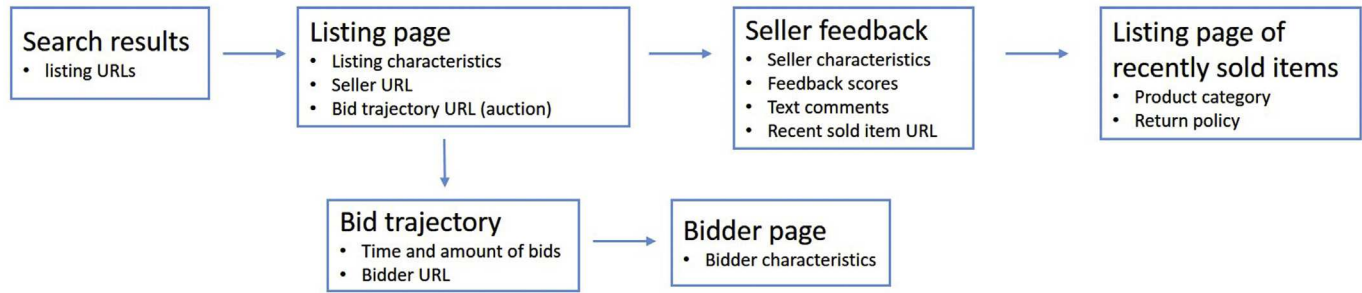 Search results
• listing URLs
Listing page
• Listing characteristics
• Seller URL
• Bid trajectory URL (auction)
Seller feedback
• Seller characteristics
• Feedback scores
• Text comments
• Recent sold item URL
Listing page of
recently sold items
• Product category
• Return policy
Bid trajectory
• Time and amount of bids
• Bidder URL
Bidder page
• Bidder characteristics